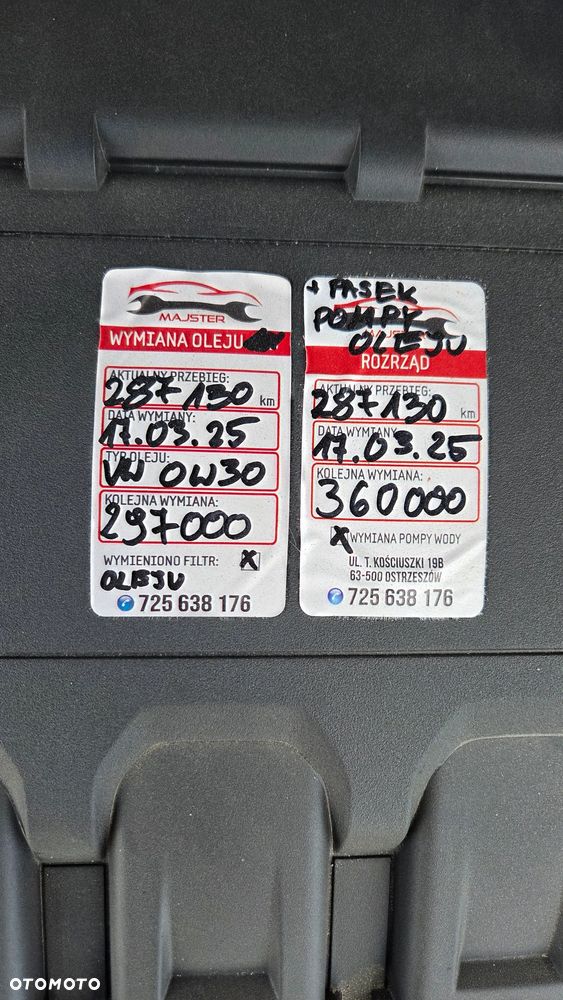 MAJSTER
WYMIANA OLEJU
AKTUALNY PRZEBIEG:
287130 km
DATA WYMIANY:
17.03.25
TYP OLEJU:
VW 0W30
KOLEJNA WYMIANA:
297000
WYMIENIONO FILTR: X
OLEJU
725 638 176
+ PASEK
POMPY
MAJSTER
OLEJU
ROZRZĄD
AKTUALNY PRZEBIEG:
287130 km
DATA WYMIANY:
17.03.25
KOLEJNA WYMIANA:
360000
X WYMIANA POMPY WODY
UL. T. KOŚCIUSZKI 19B
63-500 OSTRZESZÓW
725 638 176
OTOMOTO